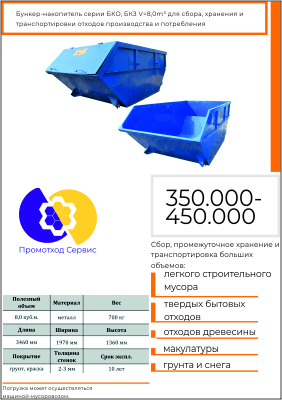 Бункер-накопитель серии БКО, БКЗ V=8,0m³ для сбора, хранения и
транспортировки отходов производства и потребления
350.000-
450.000
Промотход Сервис
Сбор, промежуточное хранение и
транспортировка больших
объемов:
легкого строительного
мусора
твердых бытовых
отходов
отходов древесины
макулатуры
грунта и снега
Полезный объем Материал Вес
8,0 куб.м. металл 700 кг
Длина Ширина Высота
3460 мм 1970 мм 1360 мм
Покрытие Толщина стенок Срок экспл.
грунт, краска 2-3 мм 10 лет
Погрузка может осуществляться
машиной-мусоровозом.